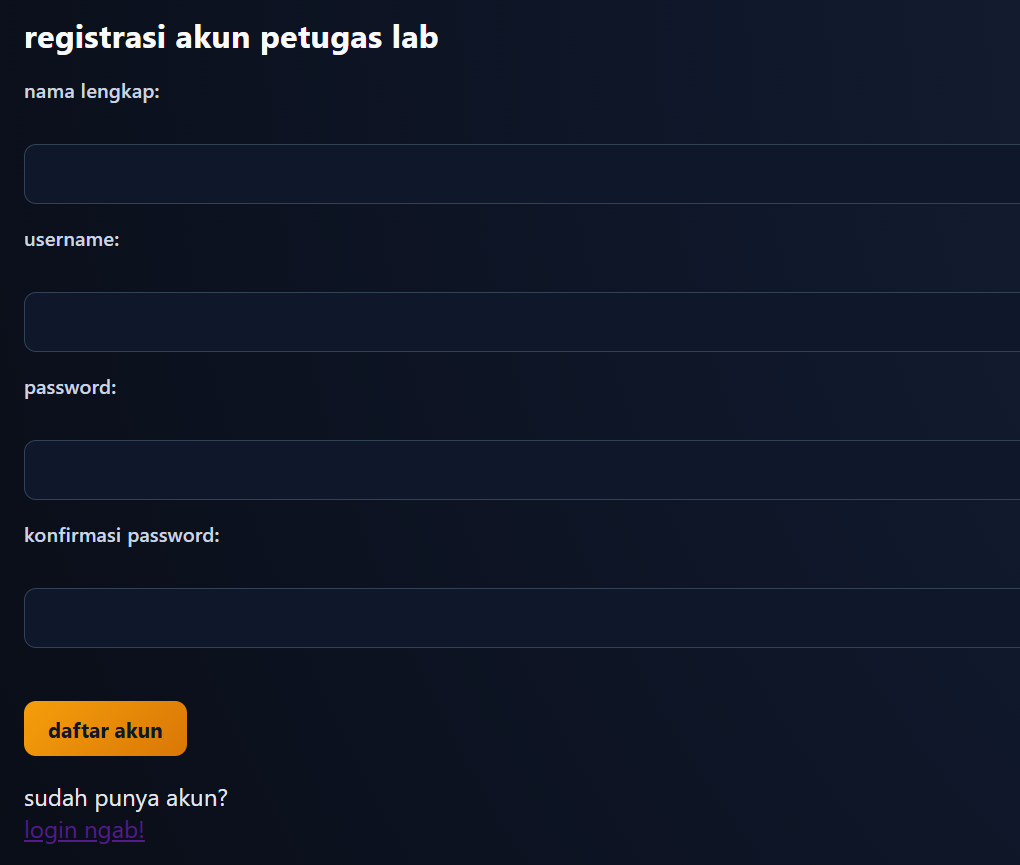 registrasi akun petugas lab
nama lengkap:
username:
password:
konfirmasi password:
daftar akun
sudah punya akun?
login ngab!